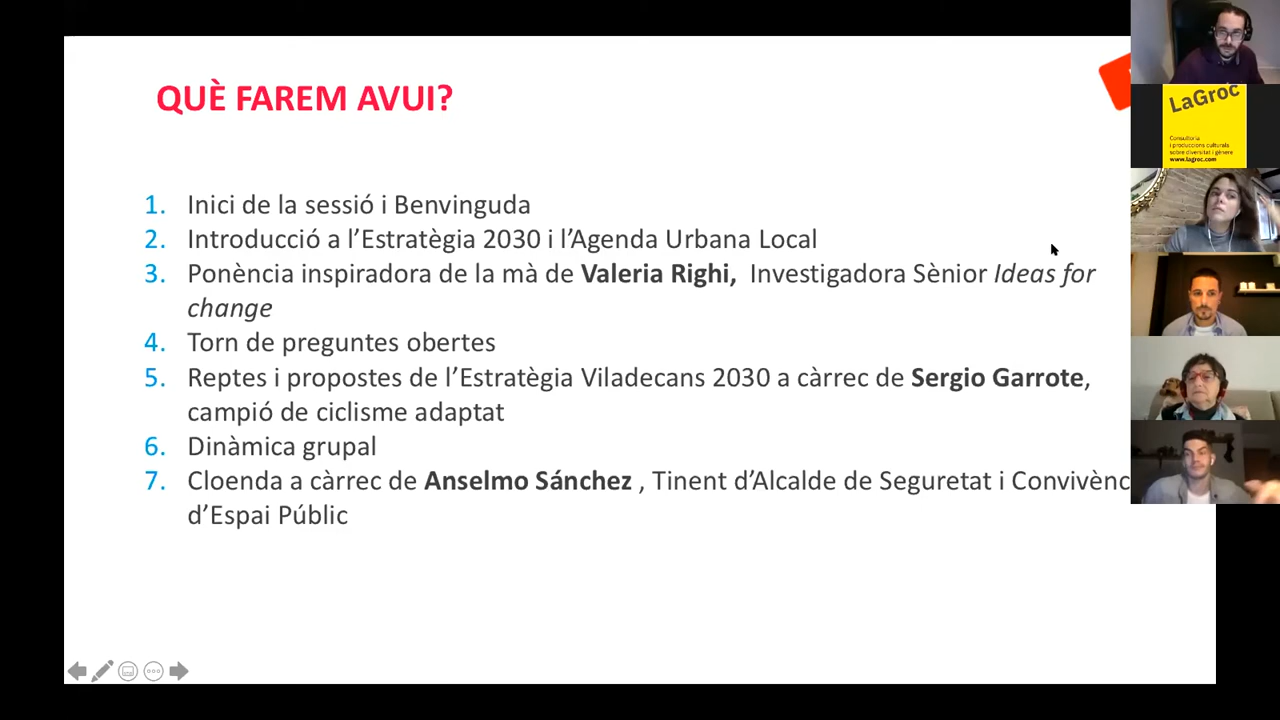 QUÈ FAREM AVUI?
1. Inici de la sessió i Benvinguda
2. Introducció a l’Estratègia 2030 i l’Agenda Urbana Local
3. Ponència inspiradora de la mà de Valeria Righi, Investigadora Sènior Ideas for
change
4. Torn de preguntes obertes
5. Reptes i propostes de l’Estratègia Viladecans 2030 a càrrec de Sergio Garrote,
campió de ciclisme adaptat
6. Dinàmica grupal
7. Cloenda a càrrec de Anselmo Sánchez , Tinent d’Alcalde de Seguretat i Convivènc
d’Espai Públic
LaGroc
Consultoria
i produccions culturals
sobre diversitat i gènere
www.lagroc.com